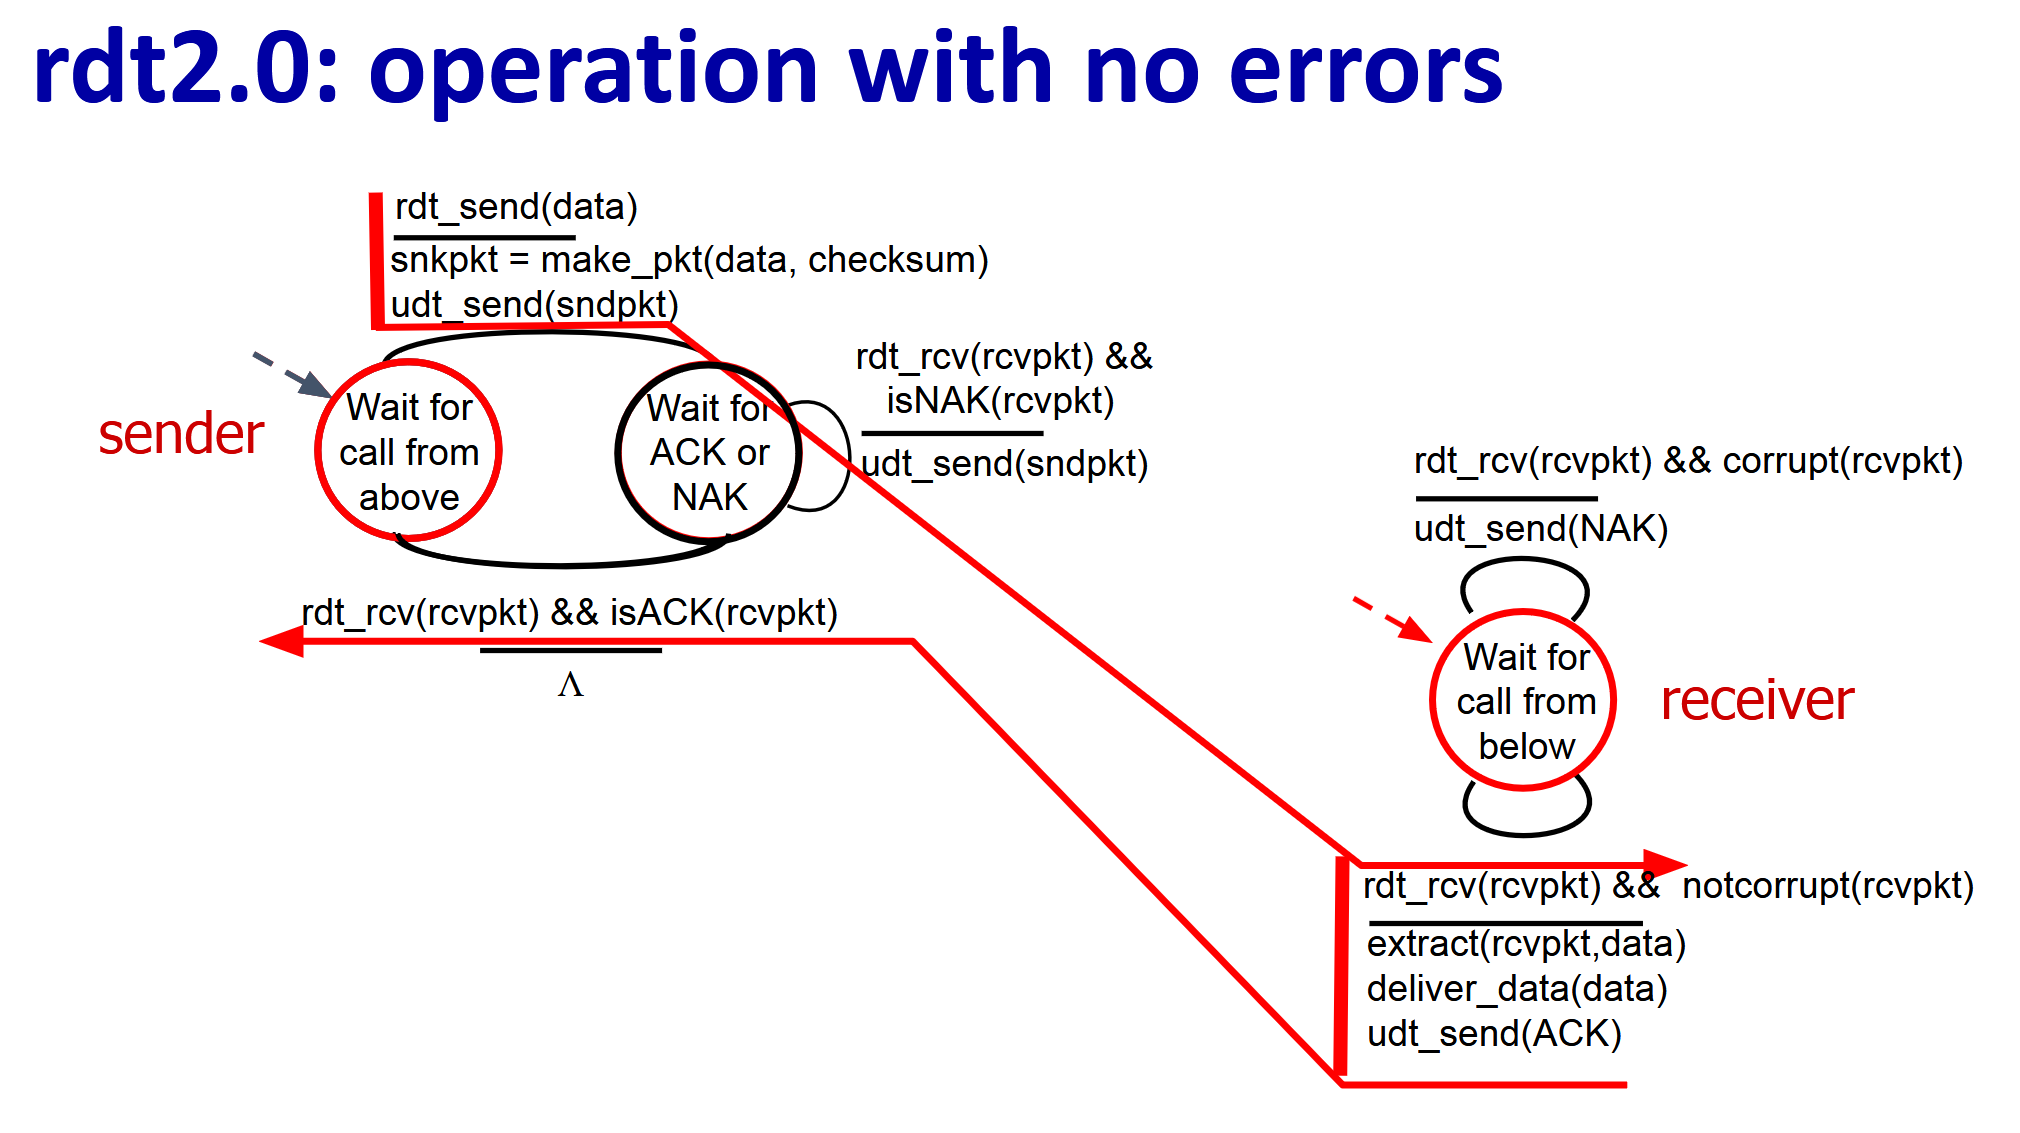 rdt2.0: operation with no errors
rdt_send(data)
snkpkt = make_pkt(data, checksum)
udt_send(sndpkt)
sender
Wait for
call from
above
Wait for
ACK or
NAK
rdt_rcv(rcvpkt) &&
isNAK(rcvpkt)
udt_send(sndpkt)
rdt_rcv(rcvpkt) && isACK(rcvpkt)
Λ
rdt_rcv(rcvpkt) && corrupt(rcvpkt)
udt_send(NAK)
Wait for
call from
below
receiver
rdt_rcv(rcvpkt) && notcorrupt(rcvpkt)
extract(rcvpkt,data)
deliver_data(data)
udt_send(ACK)